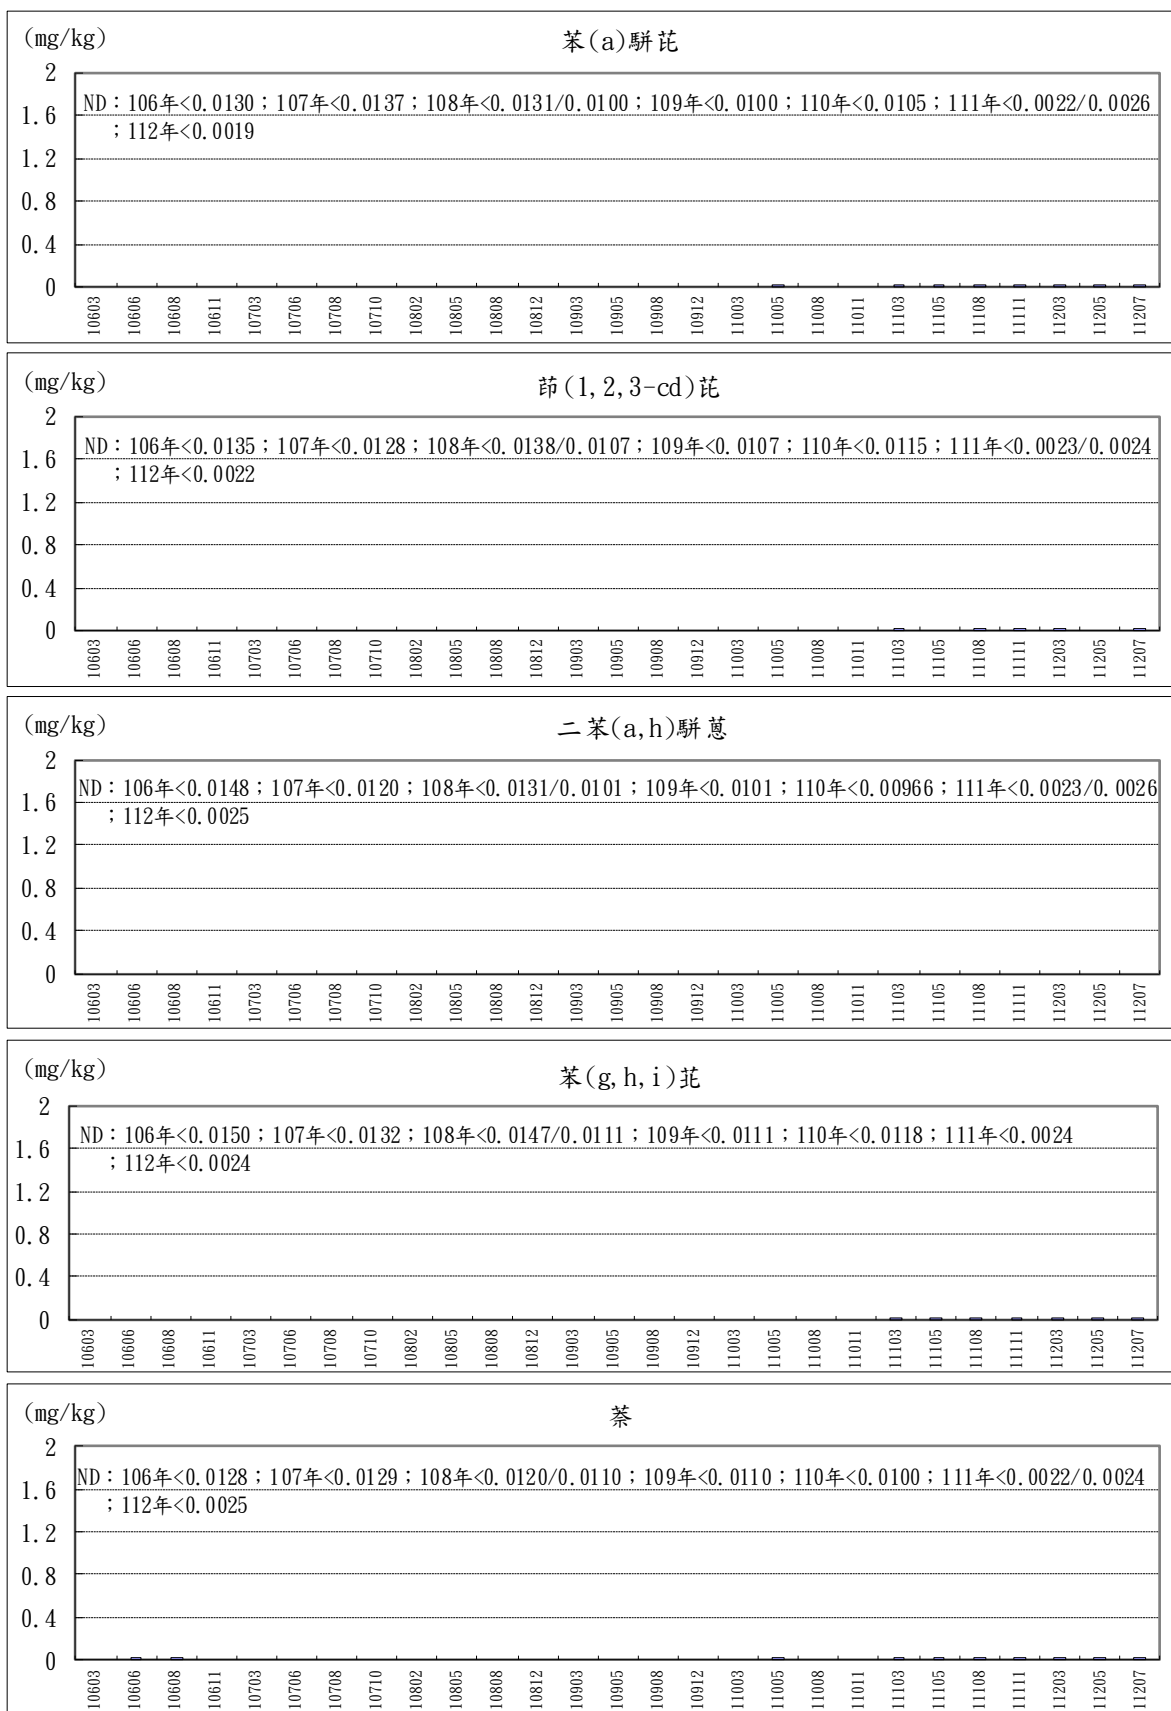 (mg/kg)
苯(a)駢芘
2
ND：106年<0.0130；107年<0.0137；108年<0.0131/0.0100；109年<0.0100；110年<0.0105；111年<0.0022/0.0026
1.6
；112年<0.0019
1.2
0.8
0.4
0
10603 10606 10608 10611 10703 10706 10708 10710 10802 10805 10808 10812 10903 10905 10908 10912 11003 11005 11008 11011 11103 11105 11108 11111 11203 11205 11207
(mg/kg)
茚(1,2,3-cd)芘
2
ND：106年<0.0135；107年<0.0128；108年<0.0138/0.0107；109年<0.0107；110年<0.0115；111年<0.0023/0.0024
1.6
；112年<0.0022
1.2
0.8
0.4
0
10603 10606 10608 10611 10703 10706 10708 10710 10802 10805 10808 10812 10903 10905 10908 10912 11003 11005 11008 11011 11103 11105 11108 11111 11203 11205 11207
(mg/kg)
二苯(a,h)駢蒽
2
ND：106年<0.0148；107年<0.0120；108年<0.0131/0.0101；109年<0.0101；110年<0.00966；111年<0.0023/0.0026
1.6
；112年<0.0025
1.2
0.8
0.4
0
10603 10606 10608 10611 10703 10706 10708 10710 10802 10805 10808 10812 10903 10905 10908 10912 11003 11005 11008 11011 11103 11105 11108 11111 11203 11205 11207
(mg/kg)
苯(g,h,i)苝
2
ND：106年<0.0150；107年<0.0132；108年<0.0147/0.0111；109年<0.0111；110年<0.0118；111年<0.0024
1.6
；112年<0.0024
1.2
0.8
0.4
0
10603 10606 10608 10611 10703 10706 10708 10710 10802 10805 10808 10812 10903 10905 10908 10912 11003 11005 11008 11011 11103 11105 11108 11111 11203 11205 11207
(mg/kg)
萘
2
ND：106年<0.0128；107年<0.0129；108年<0.0120/0.0110；109年<0.0110；110年<0.0100；111年<0.0022/0.0024
1.6
；112年<0.0025
1.2
0.8
0.4
0
10603 10606 10608 10611 10703 10706 10708 10710 10802 10805 10808 10812 10903 10905 10908 10912 11003 11005 11008 11011 11103 11105 11108 11111 11203 11205 11207